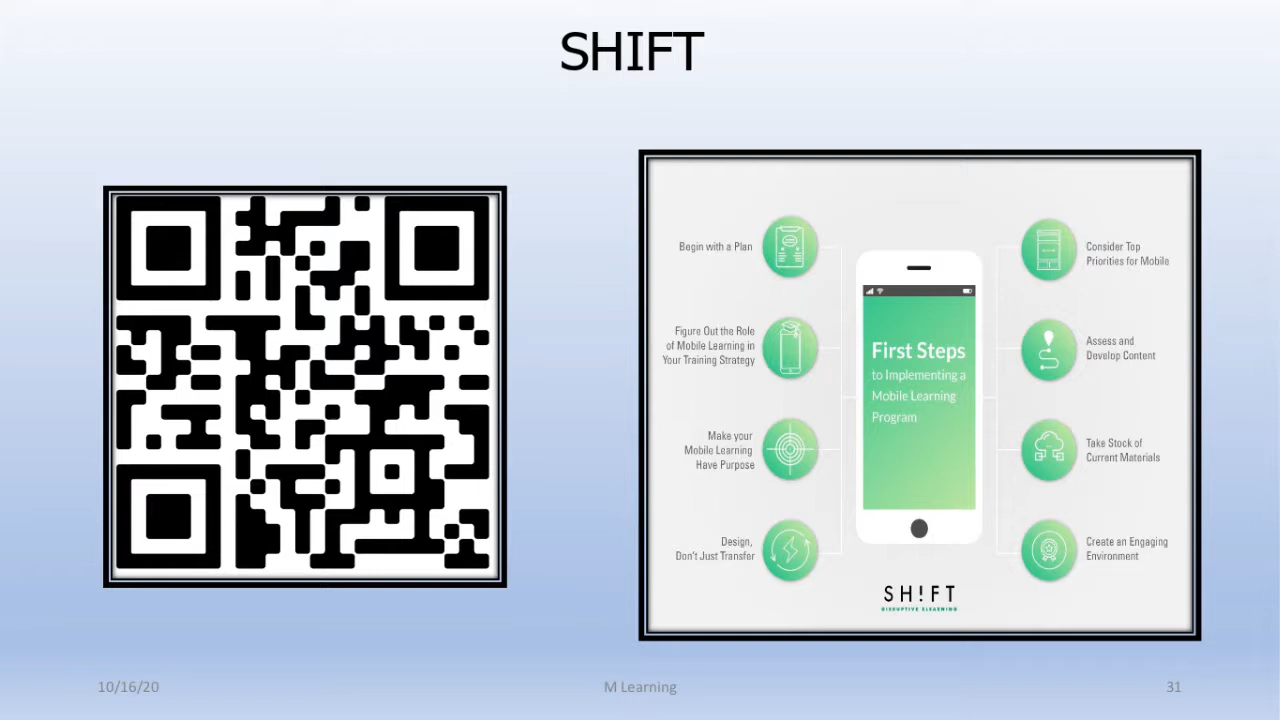 SHIFT
Begin with a Plan
Figure Out the Role
of Mobile Learning in
Your Training Strategy
Make your
Mobile Learning
Have Purpose
Design,
Don't Just Transfer
First Steps
to Implementing a
Mobile Learning
Program
Consider Top
Priorities for Mobile
Assess and
Develop Content
Take Stock of
Current Materials
Create an Engaging
Environment
SH!FT
DISRUPTIVE ELEARNING
10/16/20
M Learning
31